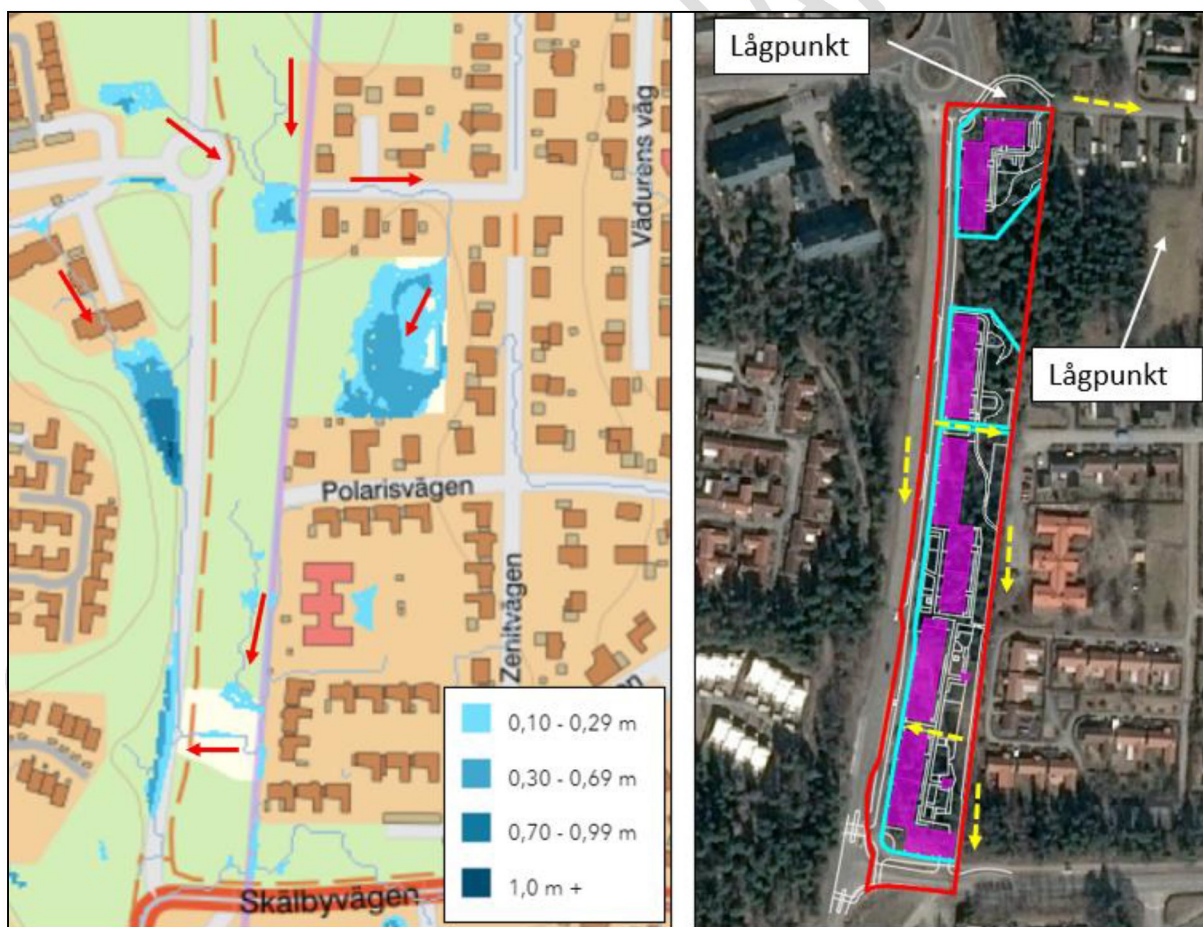 Vädurens väg
Polarisvägen
Zenitvägen
Skälbyvägen
0,10 - 0,29 m
0,30 - 0,69 m
0,70 - 0,99 m
1,0 m +
Lågpunkt
Lågpunkt